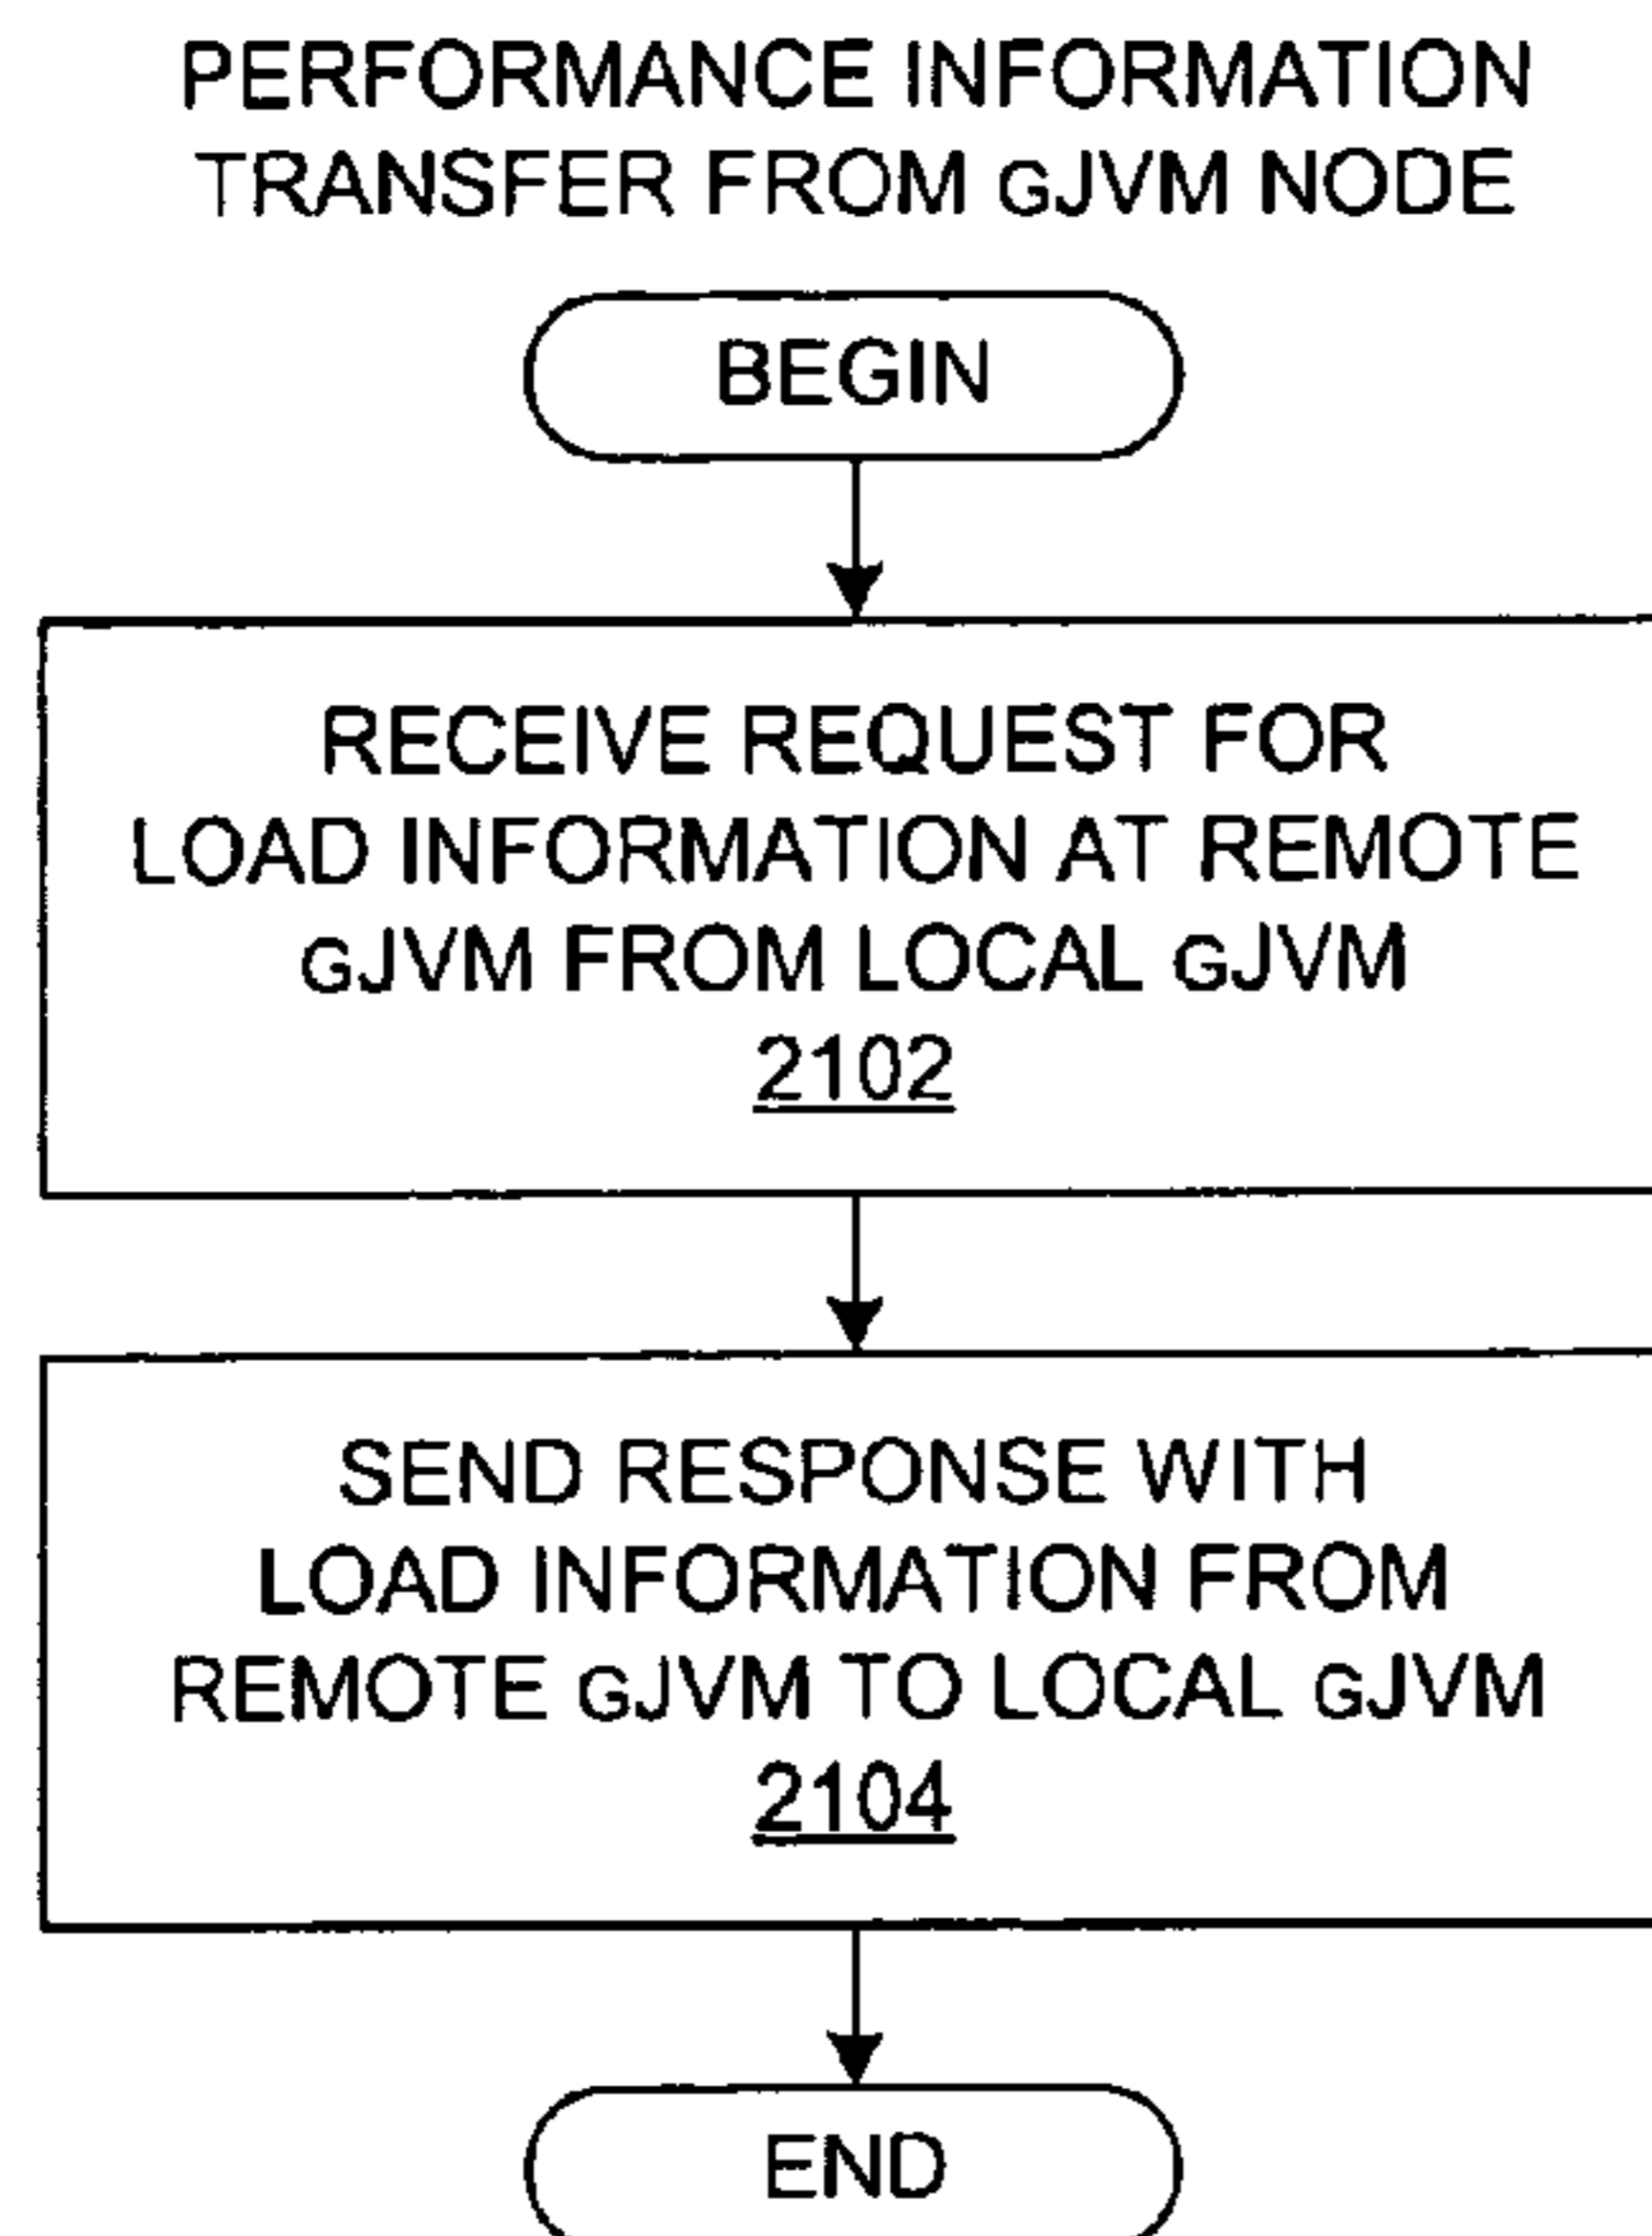 PERFORMANCE INFORMATION
TRANSFER FROM GJVM NODE
BEGIN
RECEIVE REQUEST FOR
LOAD INFORMATION AT REMOTE
GJVM FROM LOCAL GJVM
2102
SEND RESPONSE WITH
LOAD INFORMATION FROM
REMOTE GJVM TO LOCAL GJVM
2104
END